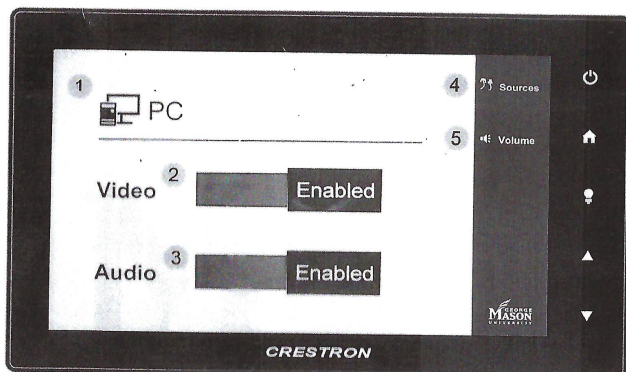 1
PC
Video 2 Enabled
Audio 3 Enabled
4 Sources
5 Volume
GEORGE
MASON
UNIVERSITY
CRESTRON